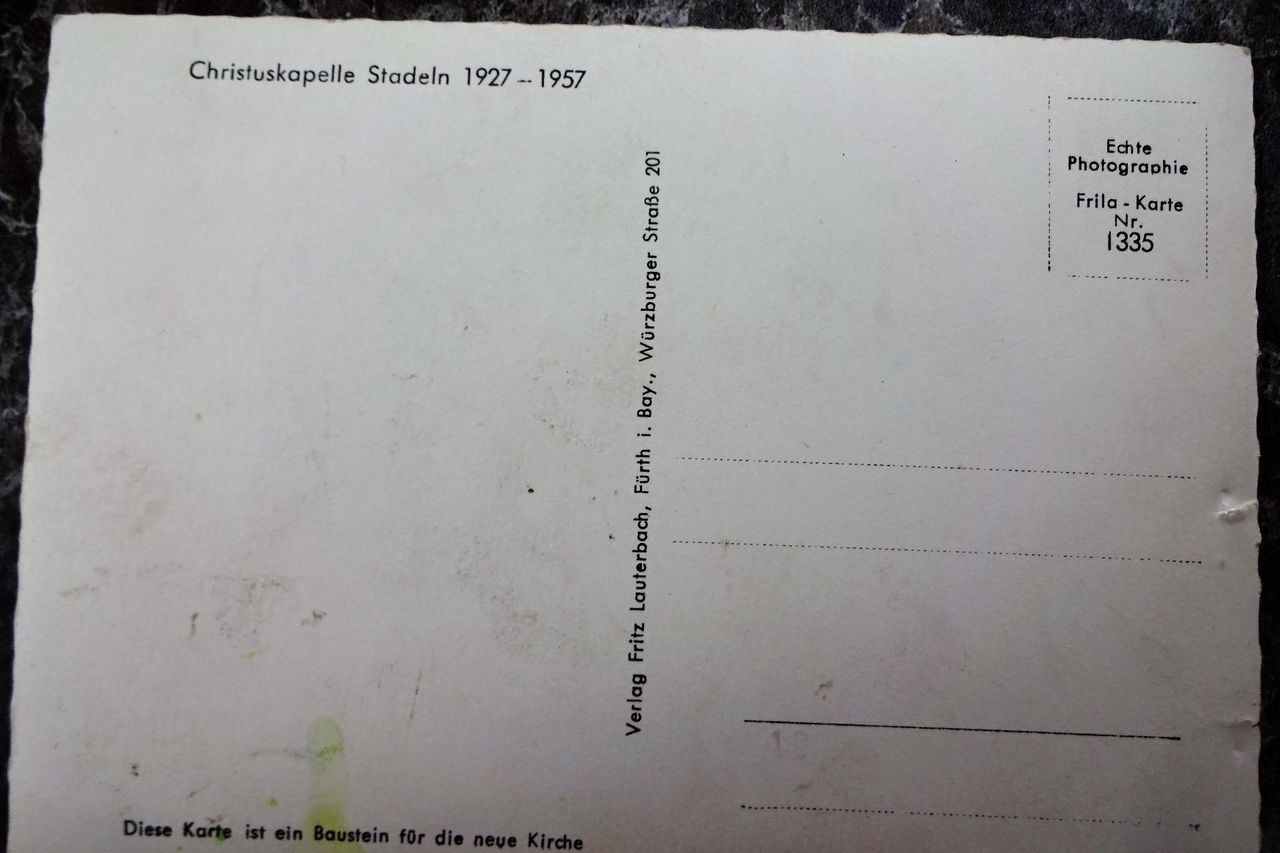 Christuskapelle Stadeln 1927 – 1957
Diese Karte ist ein Baustein für die neue Kirche
Verlag Fritz Lauterbach, Fürth i. Bay., Würzburger Straße 201
Echte
Photographie
Frila - Karte
Nr.
1335